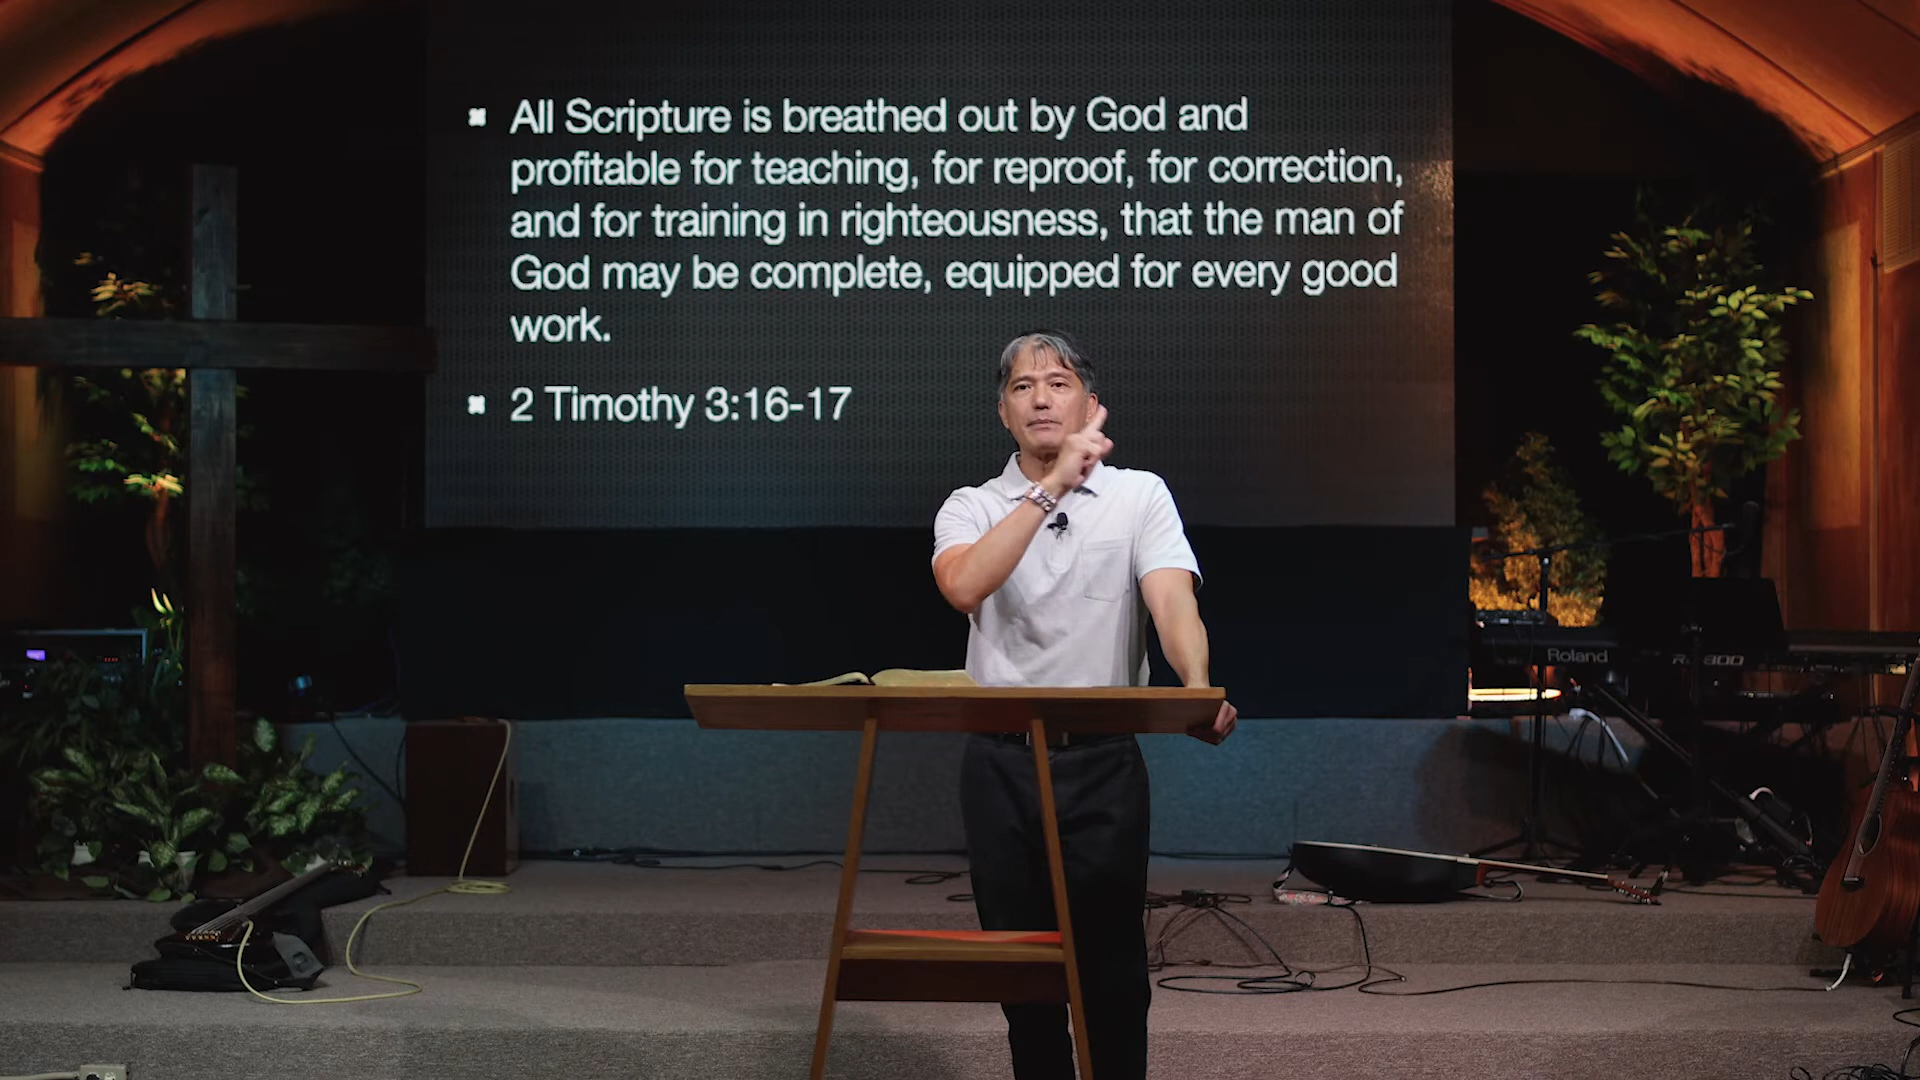 All Scripture is breathed out by God and
profitable for teaching, for reproof, for correction,
and for training in righteousness, that the man of
God may be complete, equipped for every good
work.
2 Timothy 3:16-17
Roland